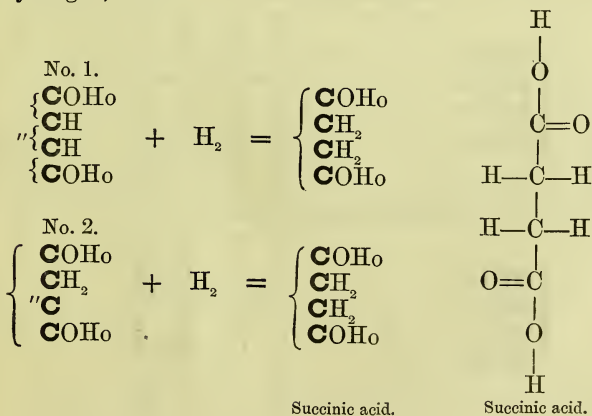 No. 1.
COHo
CH
″ CH + H₂ =
COHo
COHo
CH₂
CH₂
COHo
No. 2.
COHo
CH₂
″C + H₂ =
COHo
COHo
CH₂
CH₂
COHo
Succinic acid.
H
O
C=O
H—C—H
H—C—H
O=C
O
H
Succinic acid.